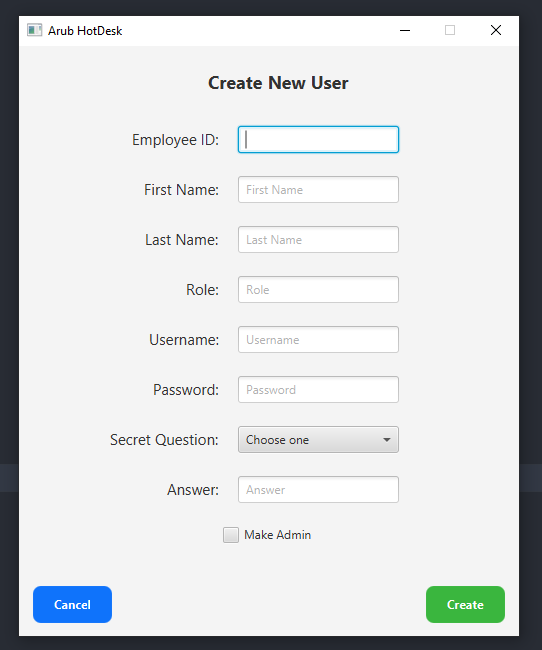 Arub HotDesk
Create New User
Employee ID:
First Name: First Name
Last Name: Last Name
Role: Role
Username: Username
Password: Password
Secret Question: Choose one
Answer: Answer
Make Admin
Cancel Create